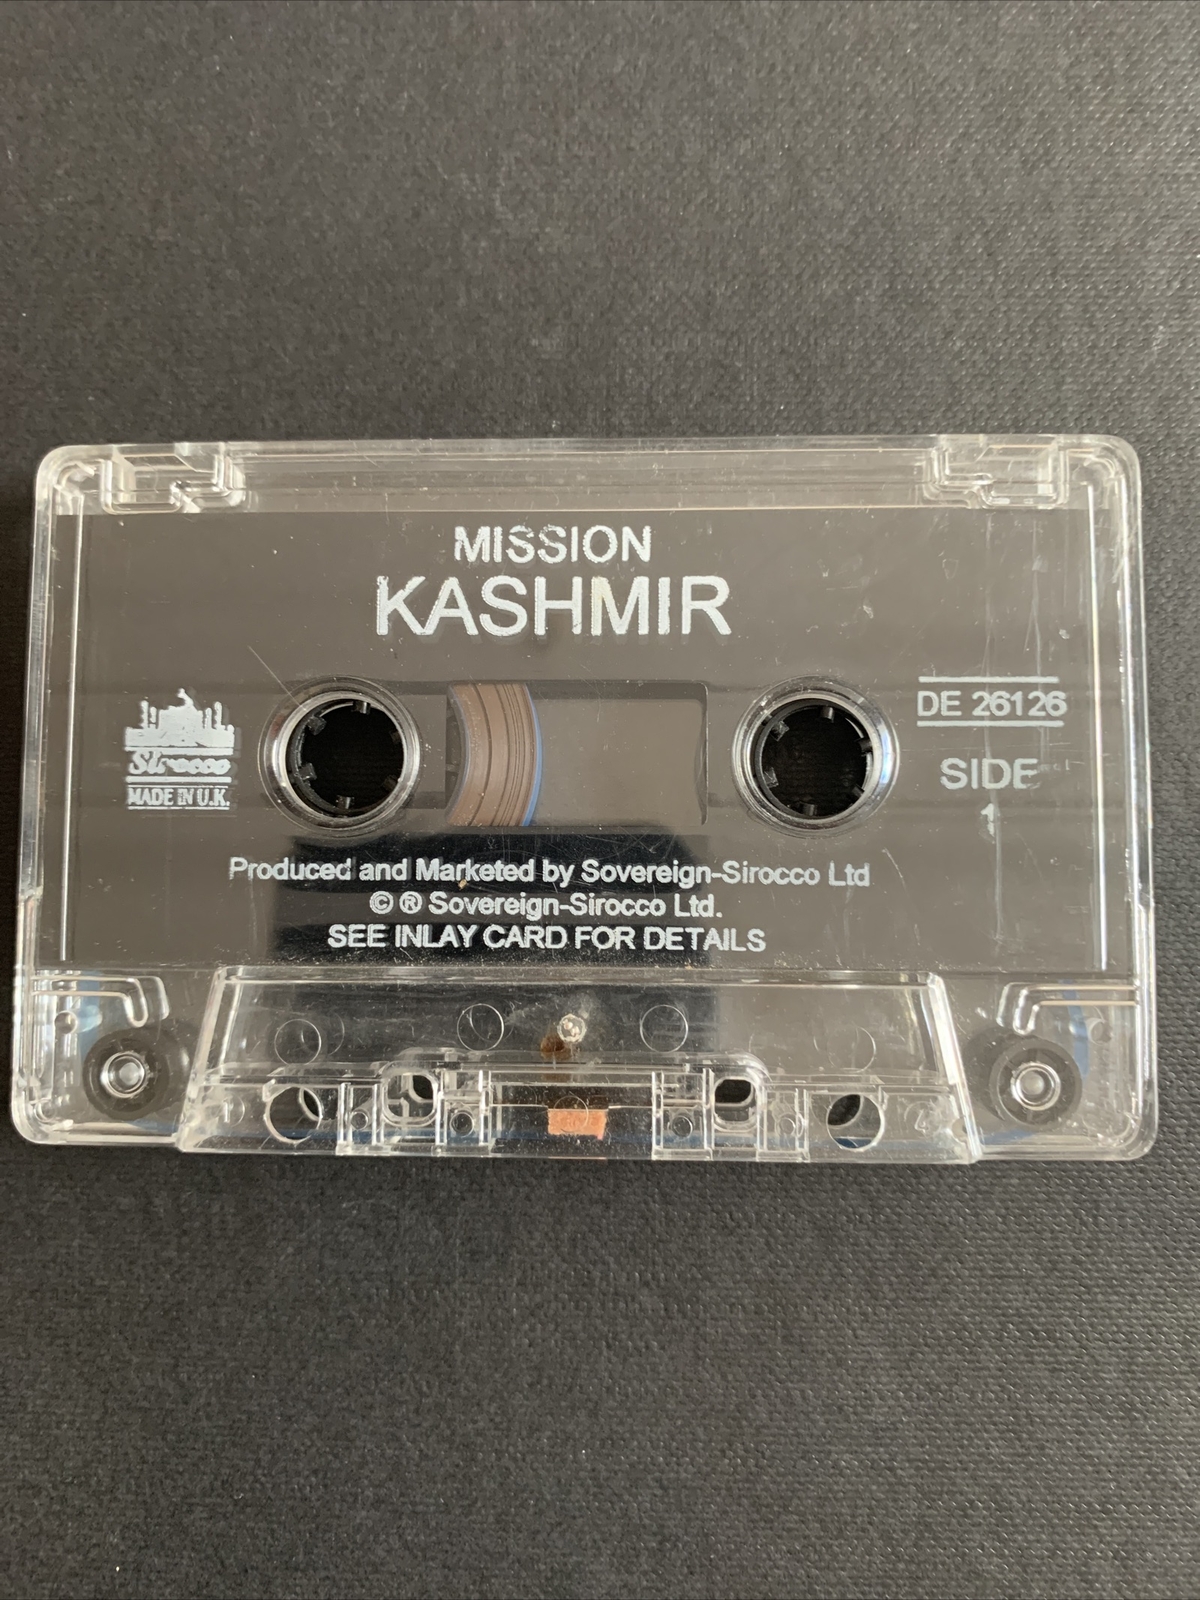 MISSION
KASHMIR
Sirocco
MADE IN U.K.
DE 26126
SIDE
1
Produced and Marketed by Sovereign-Sirocco Ltd
© ® Sovereign-Sirocco Ltd.
SEE INLAY CARD FOR DETAILS